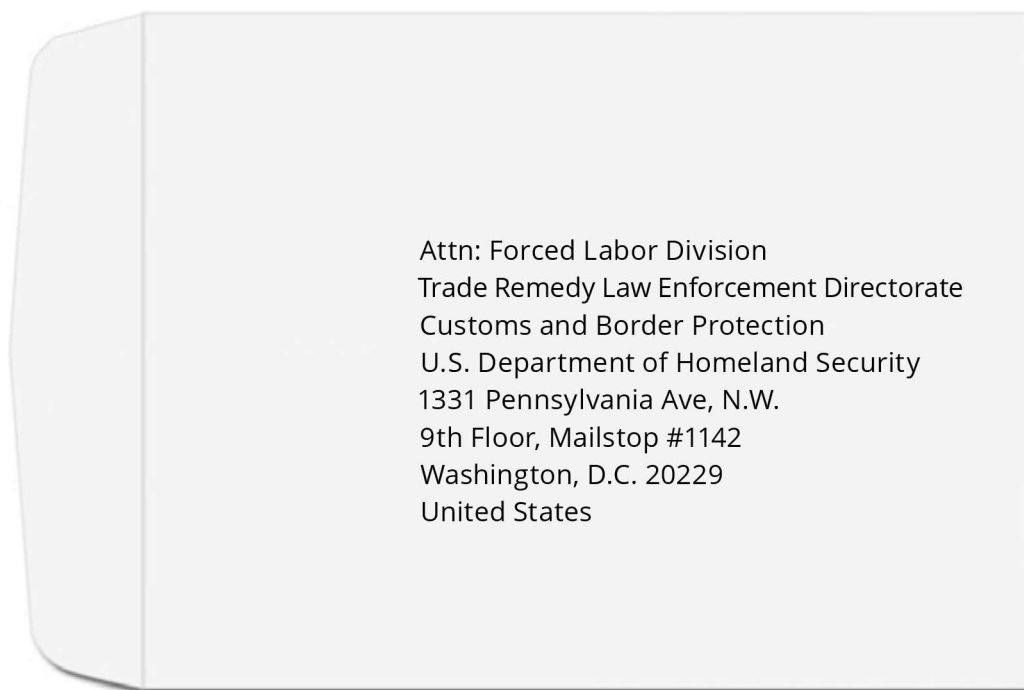 Attn: Forced Labor Division
Trade Remedy Law Enforcement Directorate
Customs and Border Protection
U.S. Department of Homeland Security
1331 Pennsylvania Ave, N.W.
9th Floor, Mailstop #1142
Washington, D.C. 20229
United States